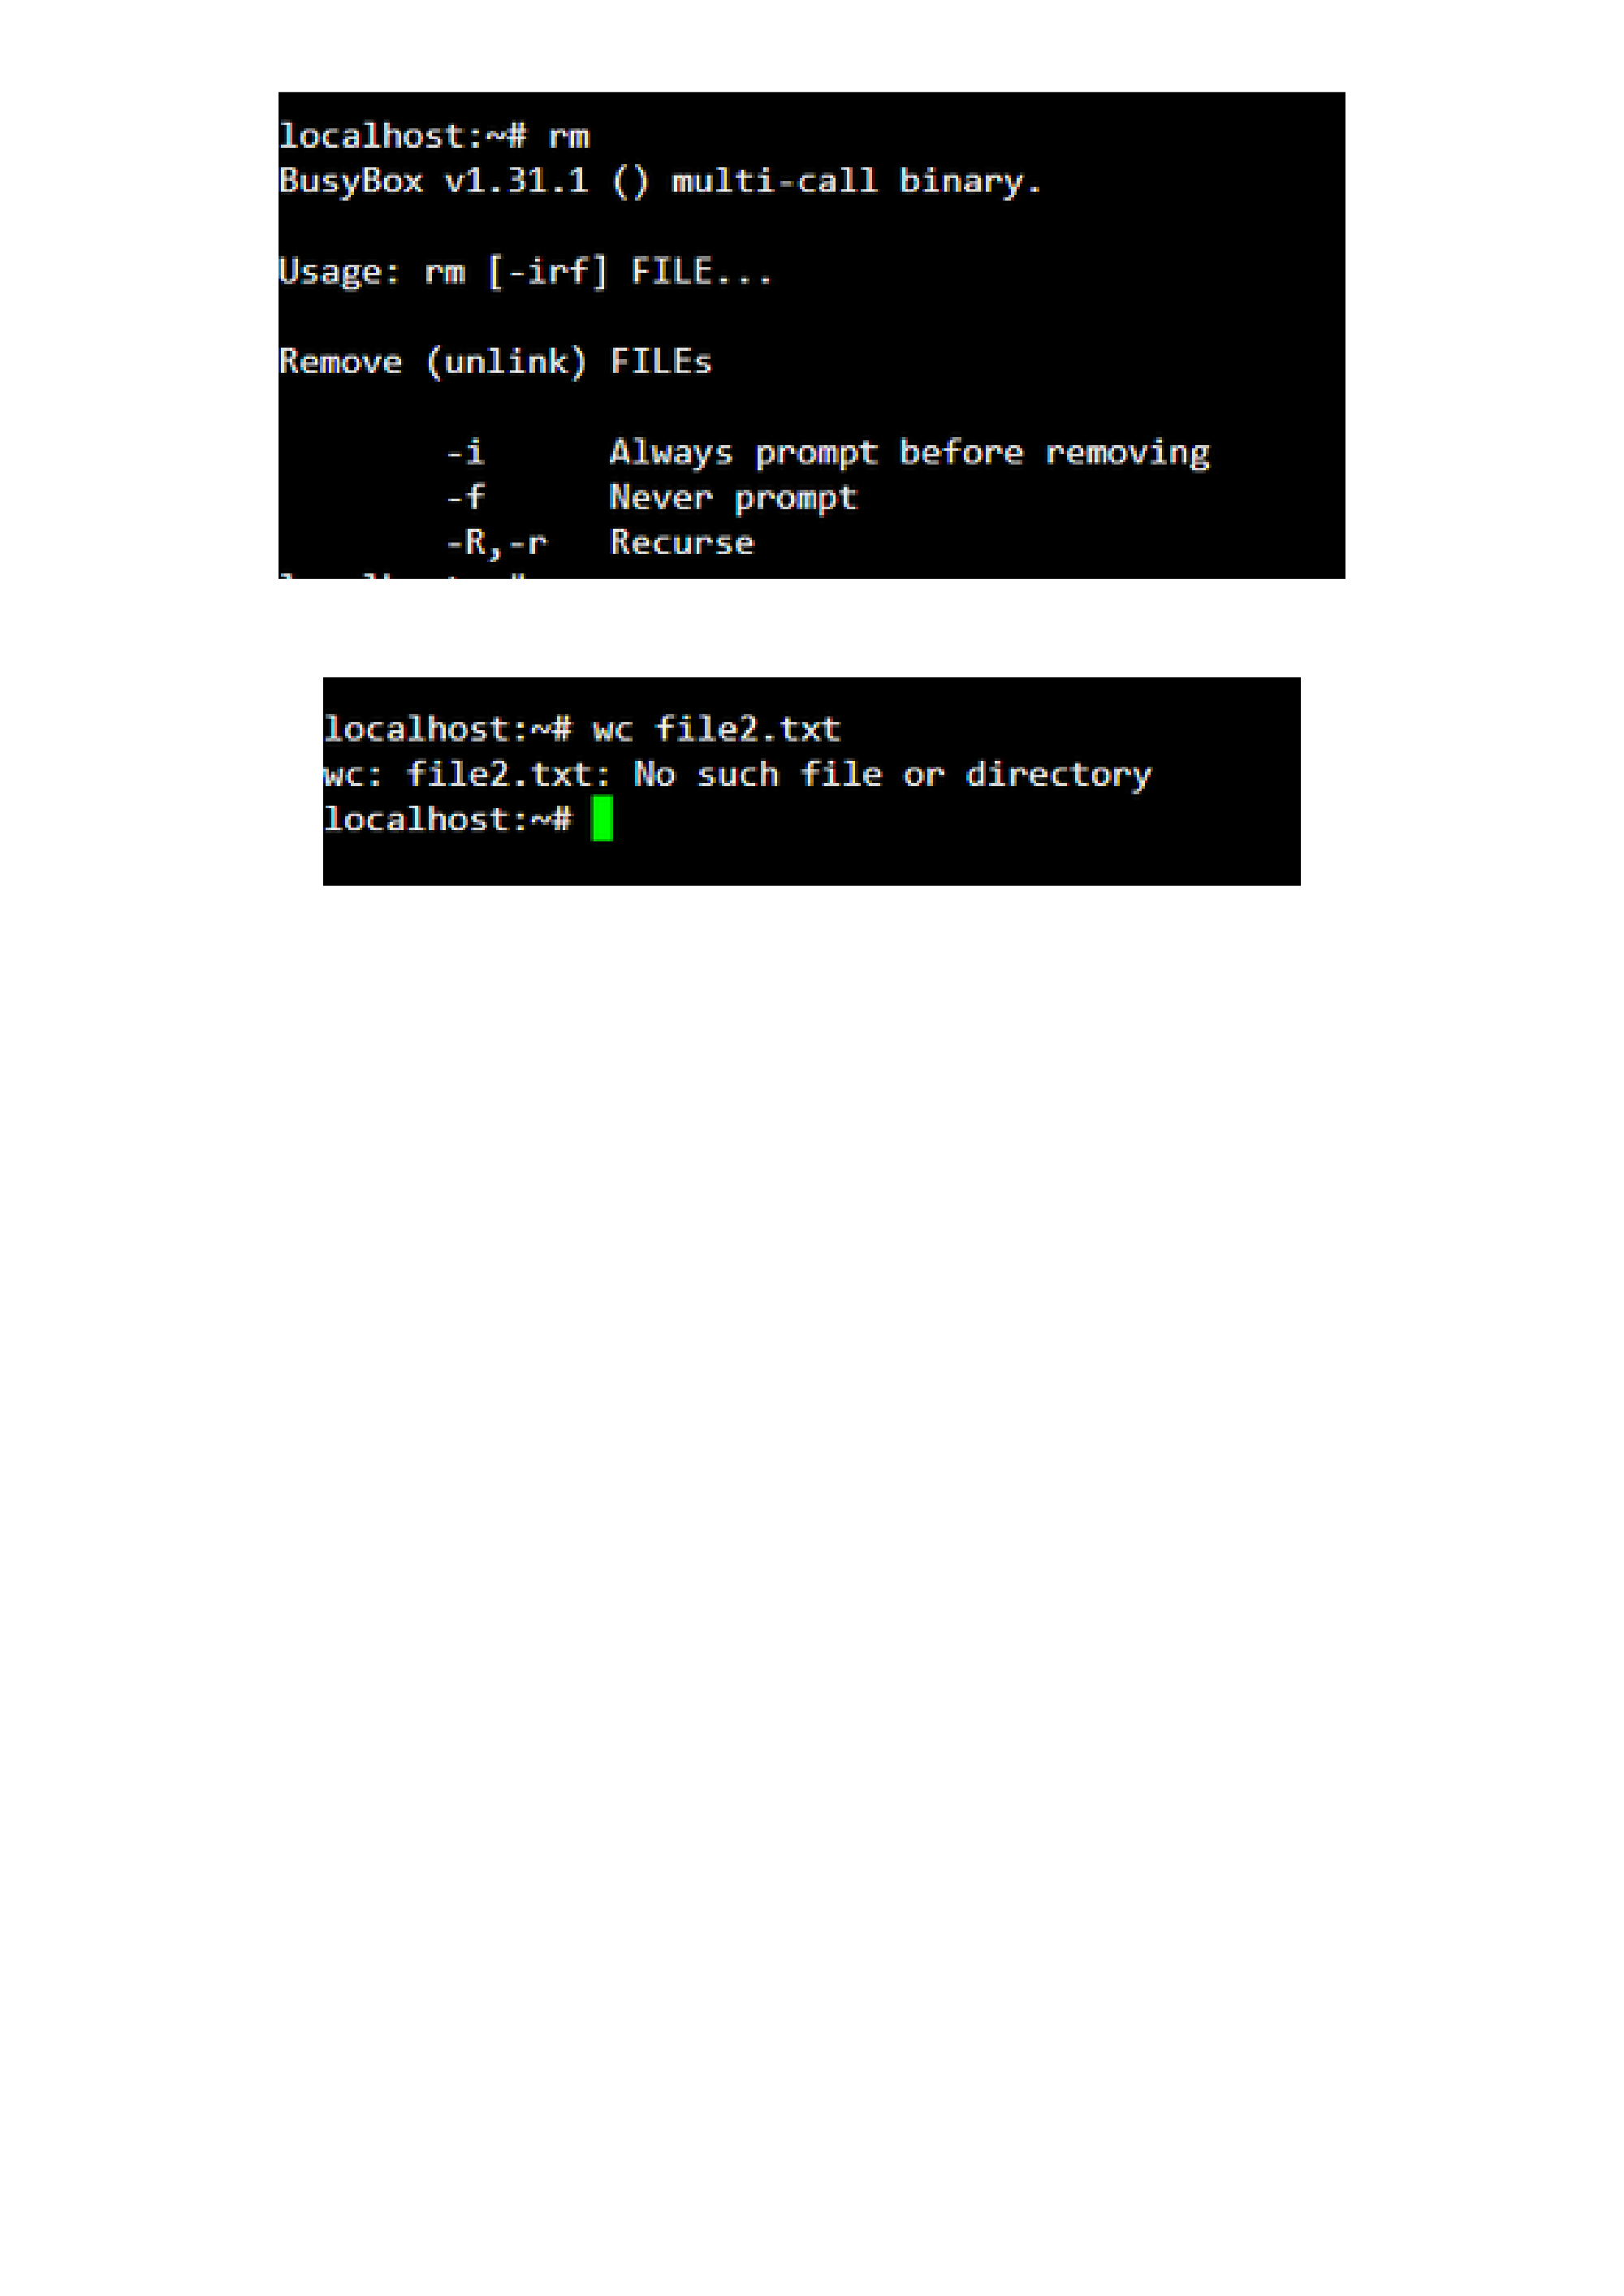 localhost:~# rm
BusyBox v1.31.1 () multi-call binary.
Usage: rm [-irf] FILE...
Remove (unlink) FILEs
-i Always prompt before removing
-f Never prompt
-R,-r Recurse
localhost:~# wc file2.txt
wc: file2.txt: No such file or directory
localhost:~#